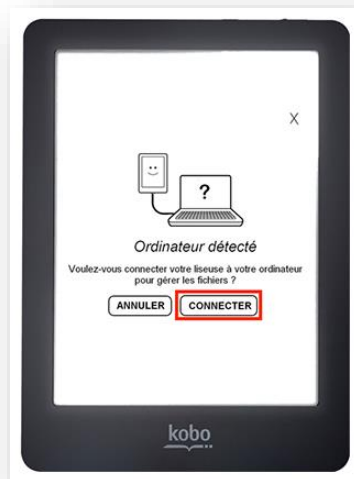 X
?
Ordinateur détecté
Voulez-vous connecter votre liseuse à votre ordinateur
pour gérer les fichiers ?
ANNULER CONNECTER
kobo